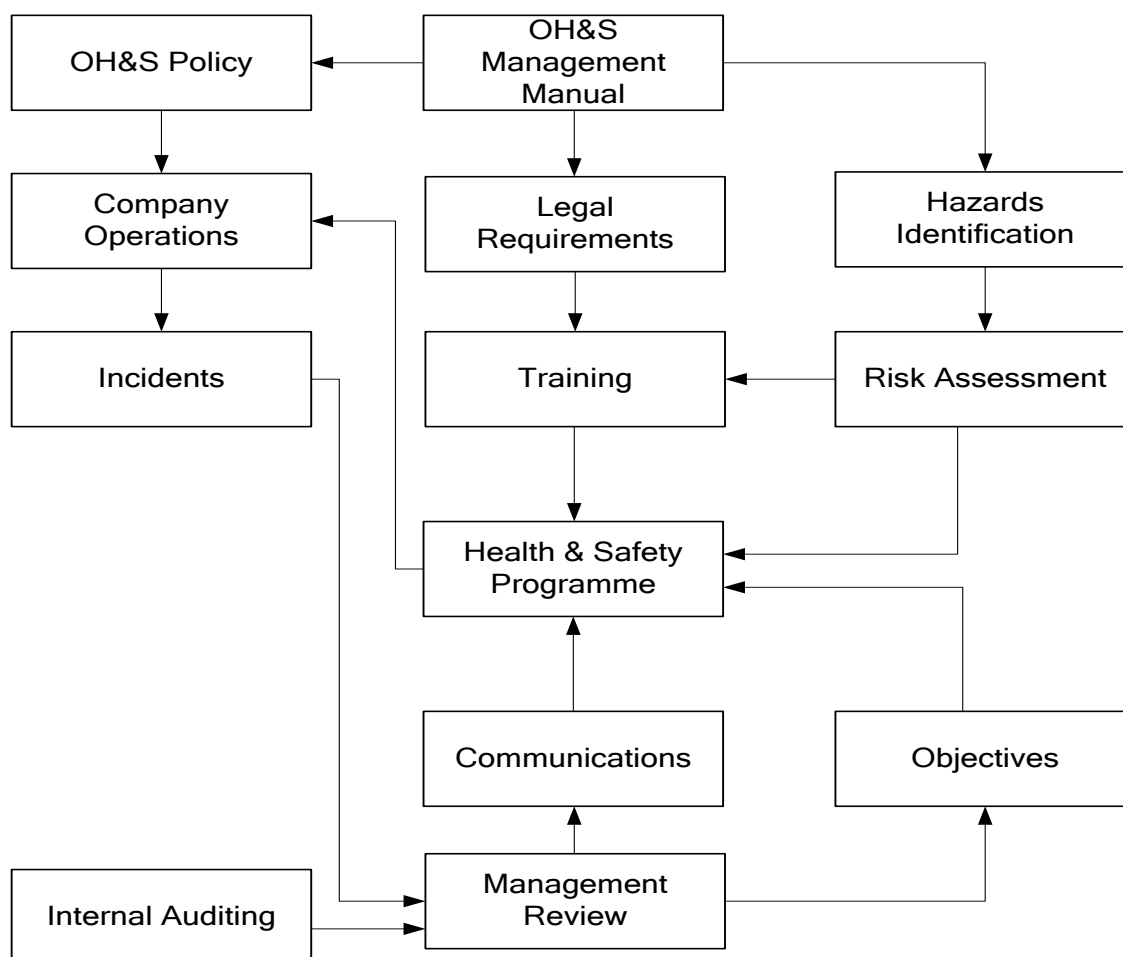 OH&S Policy
OH&S
Management
Manual
Company
Operations
Legal
Requirements
Hazards
Identification
Incidents
Training
Risk Assessment
Health & Safety
Programme
Communications
Objectives
Internal Auditing
Management
Review